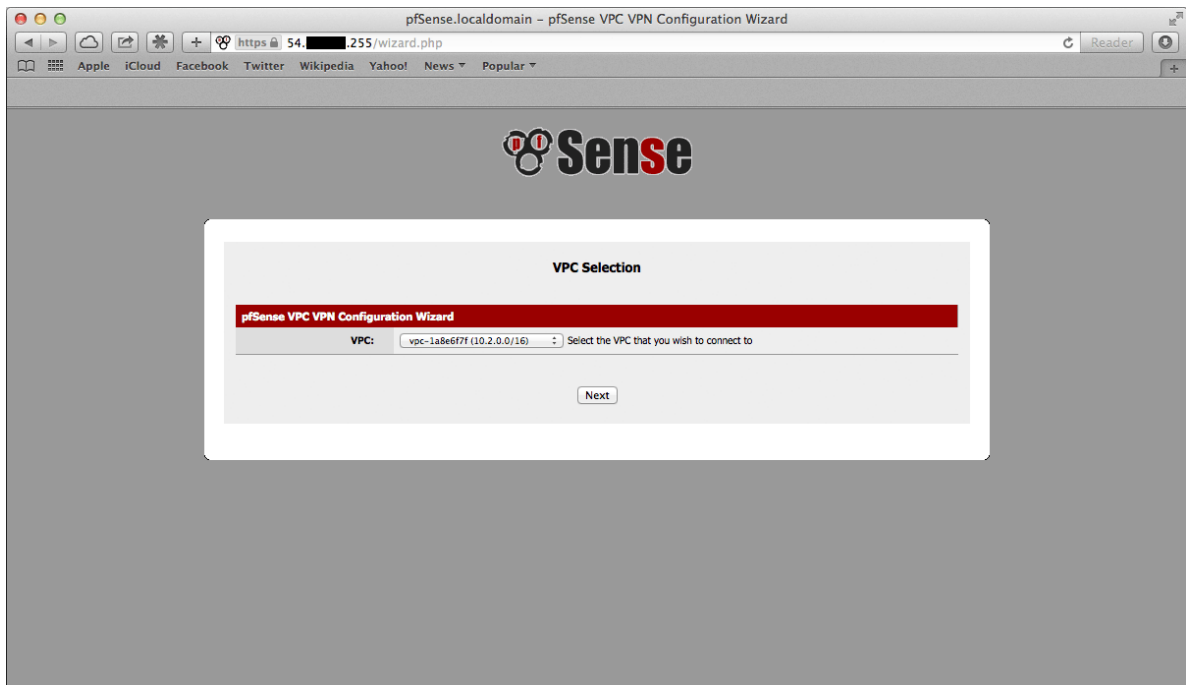 pfSense.localdomain – pfSense VPC VPN Configuration Wizard
https 54. .255/wizard.php Reader
Apple iCloud Facebook Twitter Wikipedia Yahoo! News Popular
pf Sense
VPC Selection
pfSense VPC VPN Configuration Wizard
VPC: vpc-1a8e6f7f (10.2.0.0/16) Select the VPC that you wish to connect to
Next